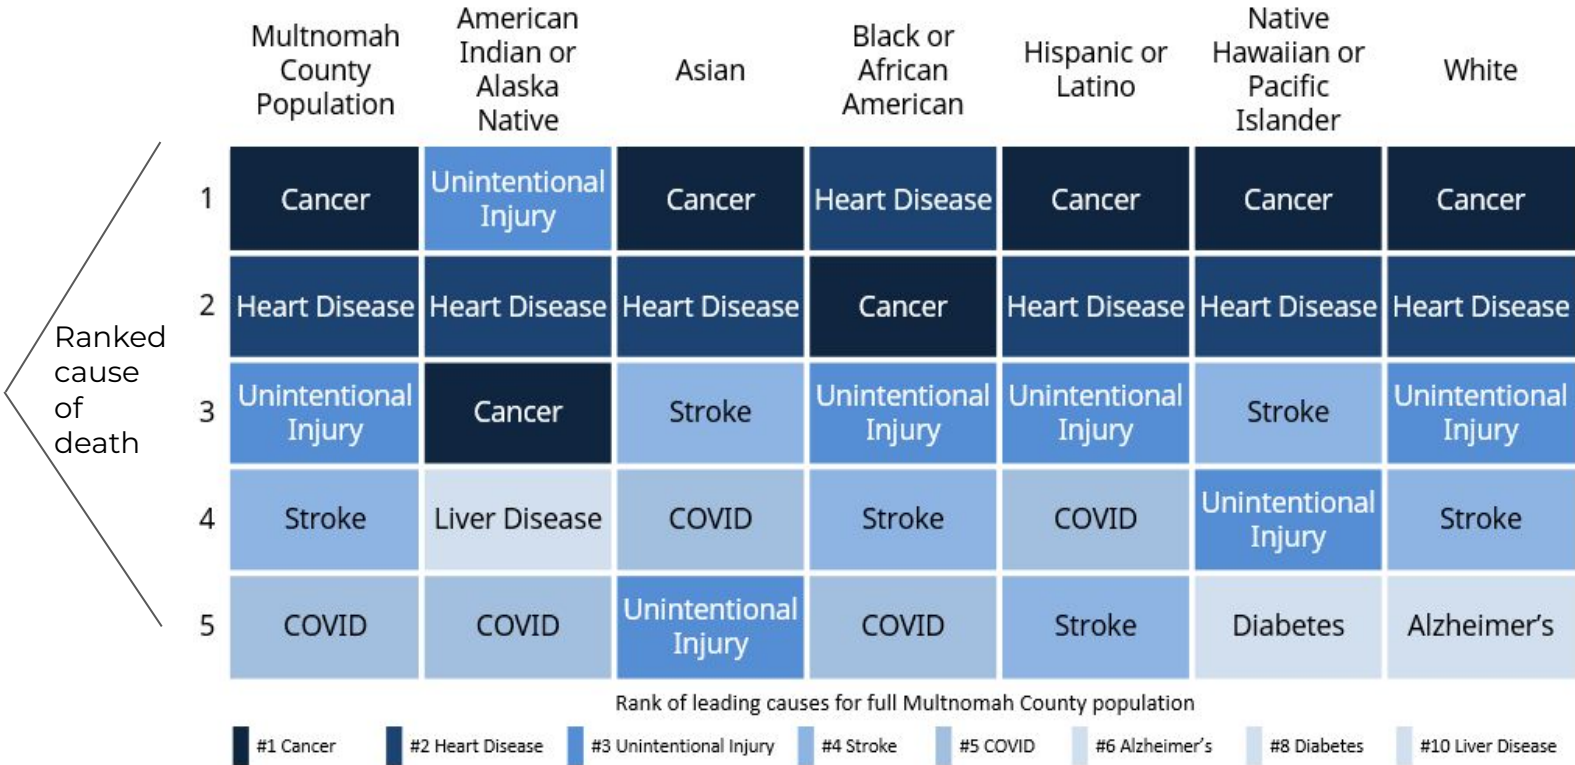 Multnomah
County
Population
American
Indian or
Alaska
Native
Asian
Black or
African
American
Hispanic or
Latino
Native
Hawaiian or
Pacific
Islander
White
Ranked
cause
of
death
1
Cancer
Unintentional
Injury
Cancer
Heart Disease
Cancer
Cancer
Cancer
2
Heart Disease
Heart Disease
Heart Disease
Cancer
Heart Disease
Heart Disease
Heart Disease
3
Unintentional
Injury
Cancer
Stroke
Unintentional
Injury
Unintentional
Injury
Stroke
Unintentional
Injury
4
Stroke
Liver Disease
COVID
Stroke
COVID
Unintentional
Injury
Stroke
5
COVID
COVID
Unintentional
Injury
COVID
Stroke
Diabetes
Alzheimer’s
Rank of leading causes for full Multnomah County population
#1 Cancer
#2 Heart Disease
#3 Unintentional Injury
#4 Stroke
#5 COVID
#6 Alzheimer’s
#8 Diabetes
#10 Liver Disease